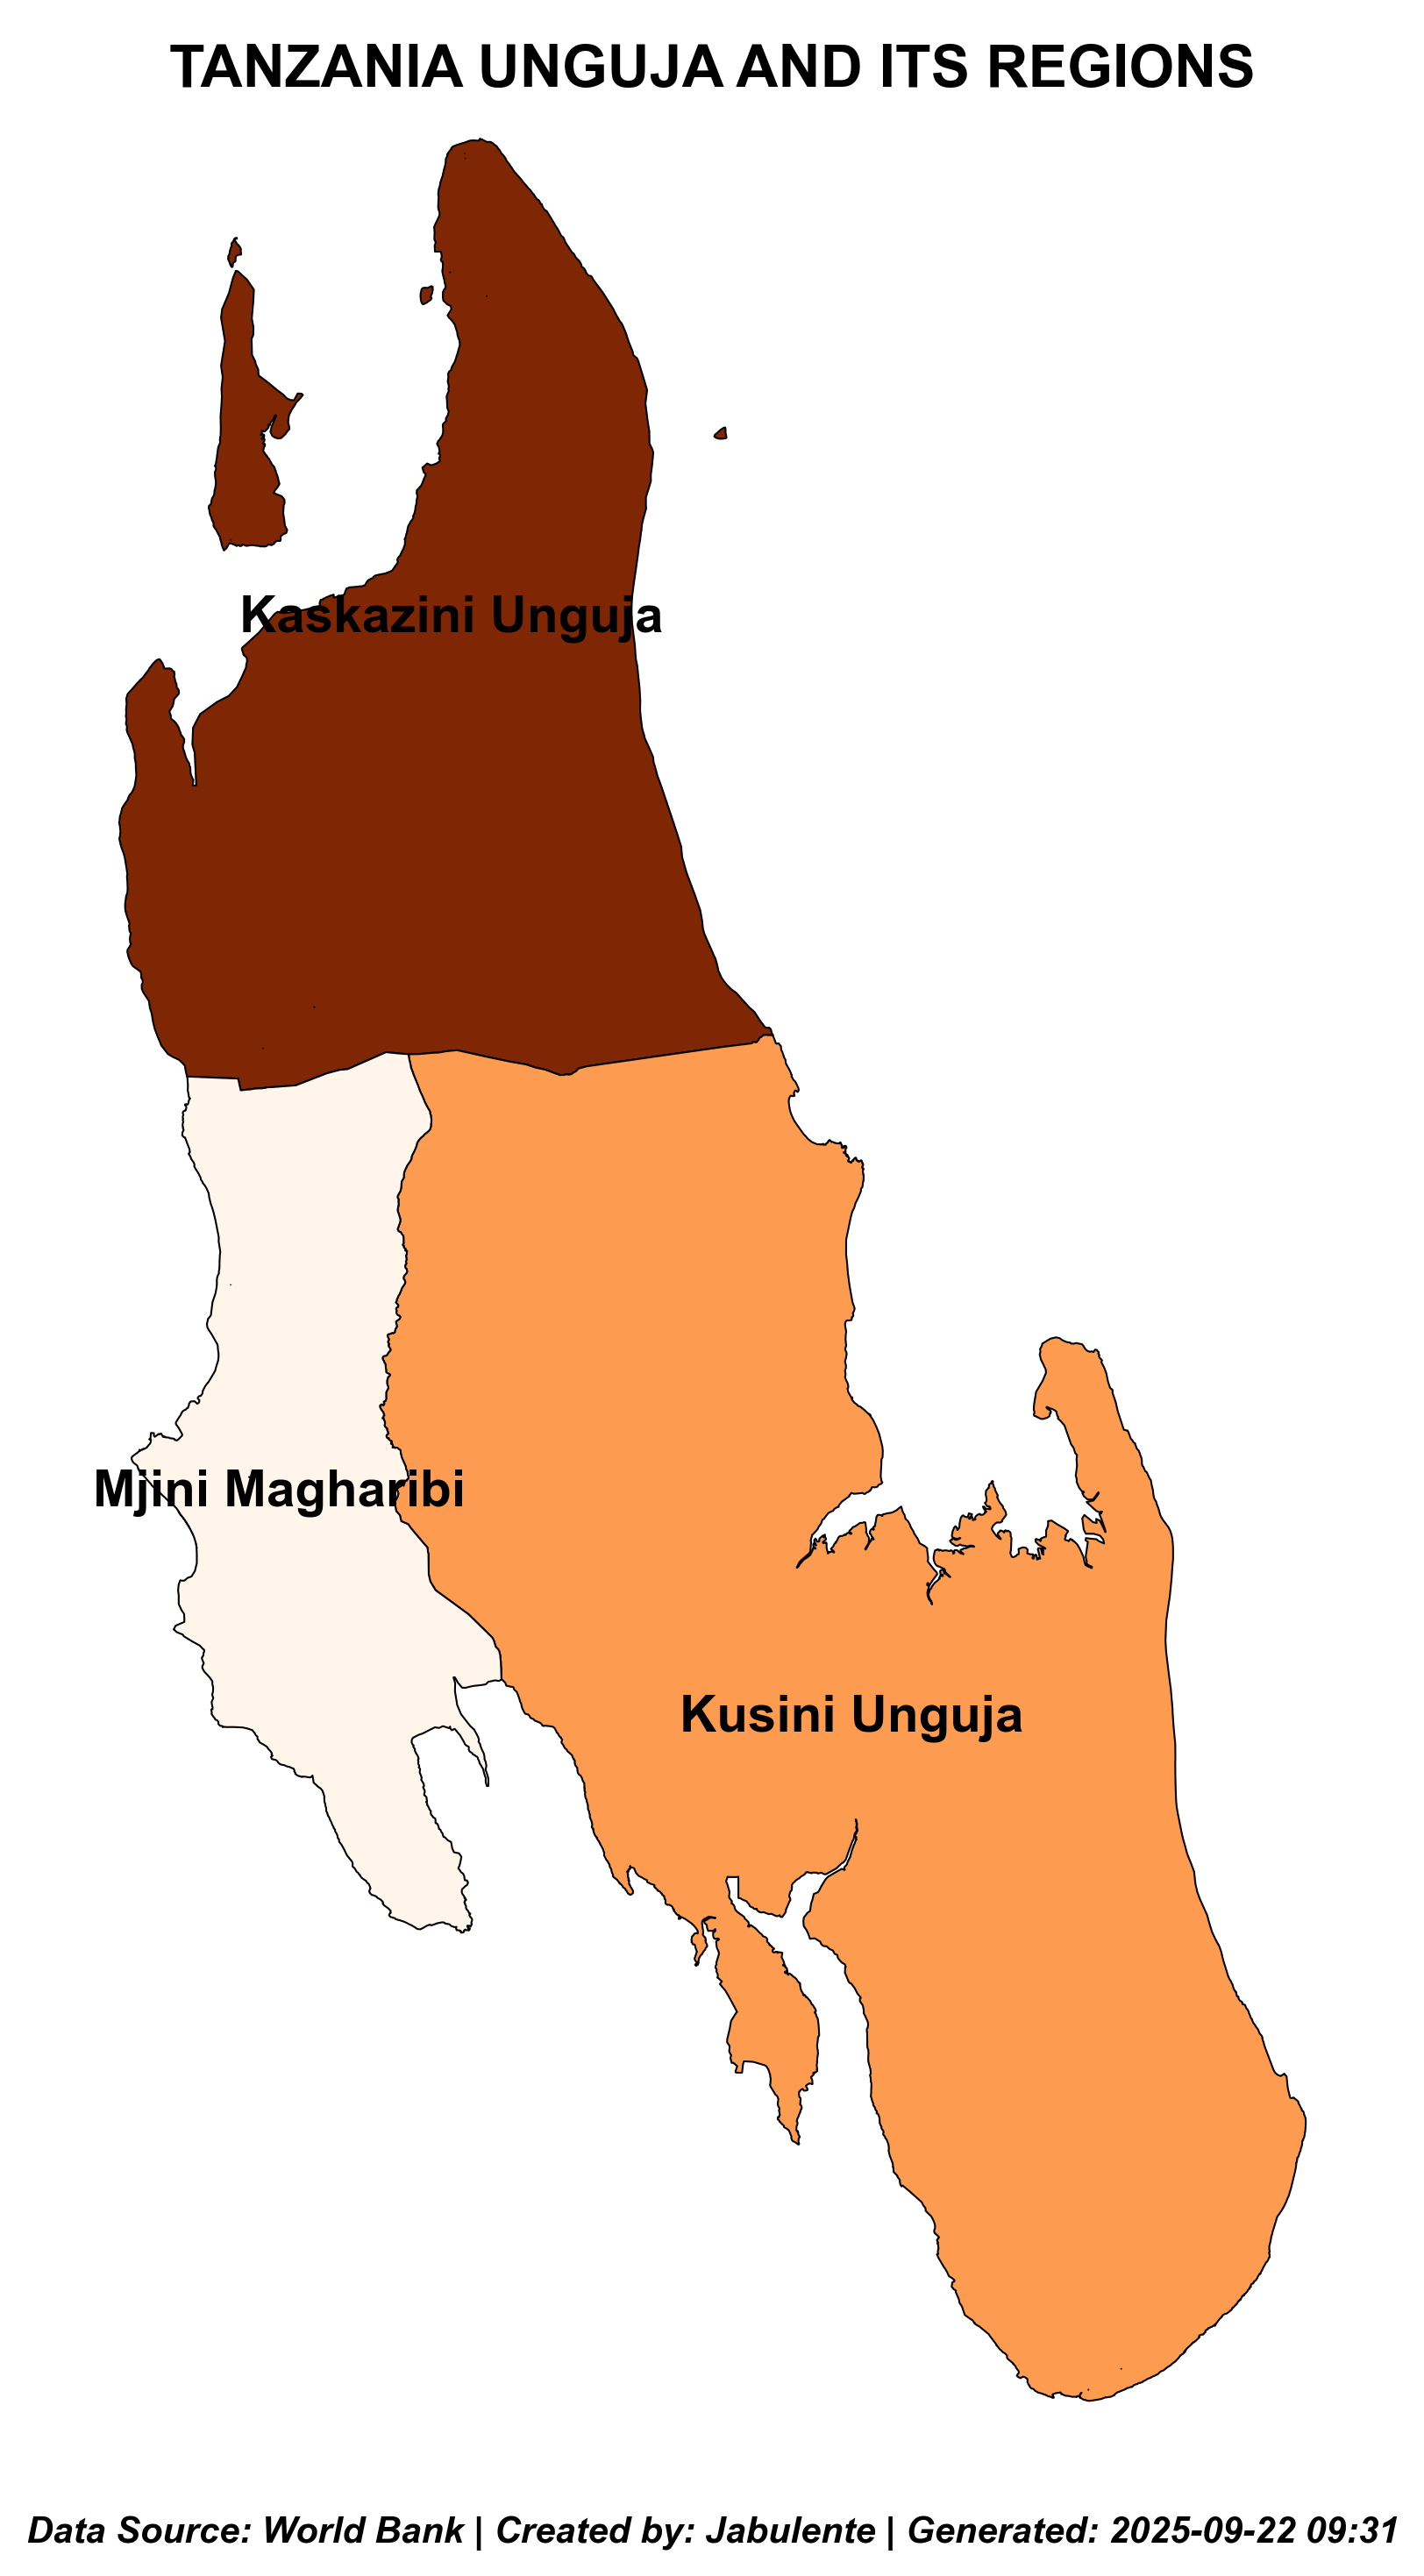 TANZANIA UNGUJA AND ITS REGIONS
Kaskazini Unguja
Mjini Magharibi
Kusini Unguja
Data Source: World Bank | Created by: Jabulente | Generated: 2025-09-22 09:31